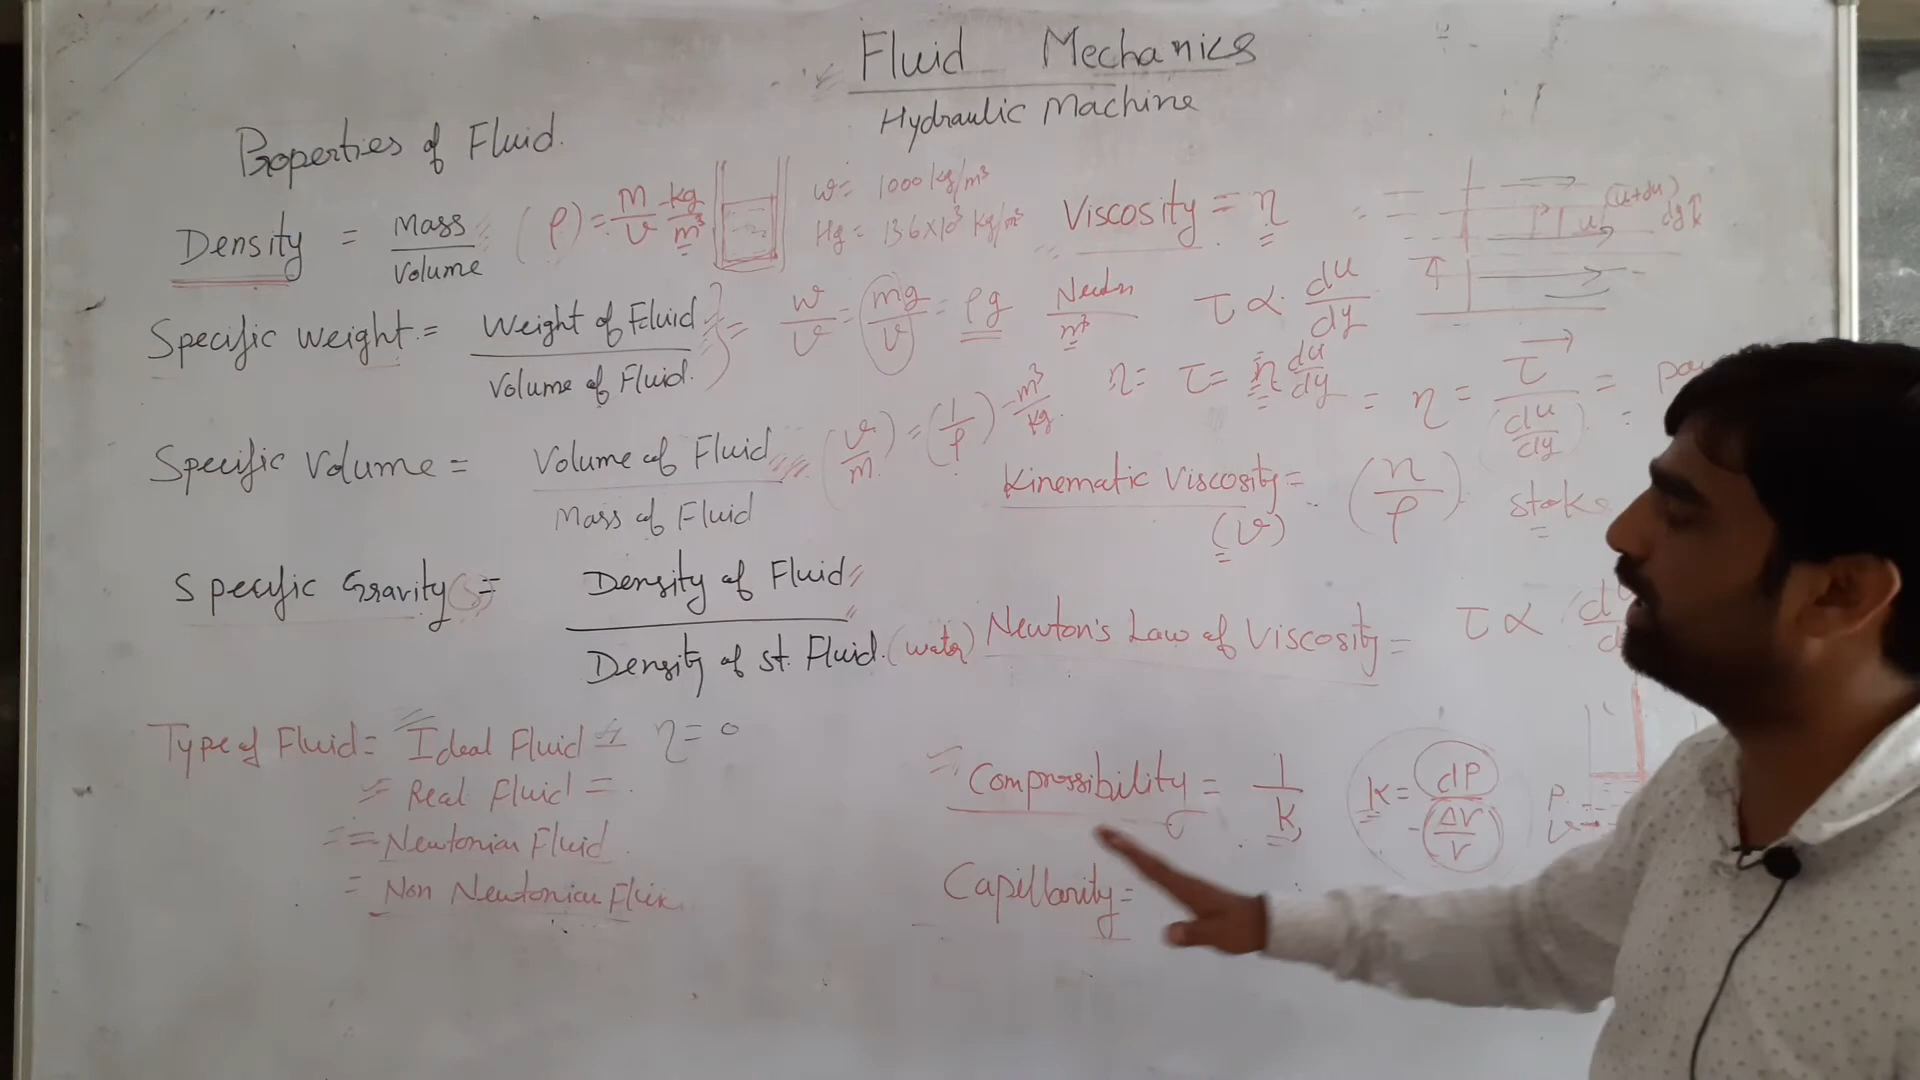 Fluid Mechanics
Hydraulic Machine
Properties of Fluid.
Density = Mass / Volume (ρ) = M/v kg/m³
w = 1000 kg/m³
Hg = 13.6×10³ kg/m³
Specific weight = Weight of Fluid / Volume of Fluid. = w/v = mg/v = ρg Newton/m³
Specific Volume = Volume of Fluid / Mass of Fluid (v/m) = (1/ρ) m³/kg
Specific Gravity (s) = Density of Fluid / Density of st. Fluid. (water)
Type of Fluid = Ideal Fluid = η = 0
= Real Fluid =
= Newtonian Fluid
= Non Newtonian
Viscosity = η
(u+du)
u
dy
τ ∝ du/dy
η = τ = η du/dy = η = τ / (du/dy) =
Kinematic Viscosity = (η/ρ) stoke
(ν)
Newton's Law of Viscosity = τ ∝
Compressibility = 1/K K = dP / -(ΔV/V)
P
Capillarity =